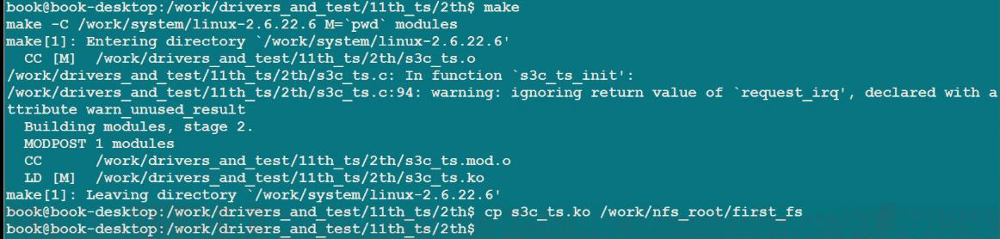 book@book-desktop:/work/drivers_and_test/11th_ts/2th$ make
make -C /work/system/linux-2.6.22.6 M=`pwd` modules
make[1]: Entering directory `/work/system/linux-2.6.22.6'
  CC [M]  /work/drivers_and_test/11th_ts/2th/s3c_ts.o
/work/drivers_and_test/11th_ts/2th/s3c_ts.c: In function `s3c_ts_init':
/work/drivers_and_test/11th_ts/2th/s3c_ts.c:94: warning: ignoring return value of `request_irq', declared with a
ttribute warn_unused_result
  Building modules, stage 2.
  MODPOST 1 modules
  CC      /work/drivers_and_test/11th_ts/2th/s3c_ts.mod.o
  LD [M]  /work/drivers_and_test/11th_ts/2th/s3c_ts.ko
make[1]: Leaving directory `/work/system/linux-2.6.22.6'
book@book-desktop:/work/drivers_and_test/11th_ts/2th$ cp s3c_ts.ko /work/nfs_root/first_fs
book@book-desktop:/work/drivers_and_test/11th_ts/2th$